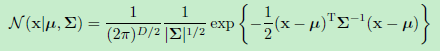 𝒩(x|μ, Σ) = 1/(2π)^{D/2} 1/|Σ|^{1/2} exp{−1/2(x − μ)^T Σ^{−1}(x − μ)}